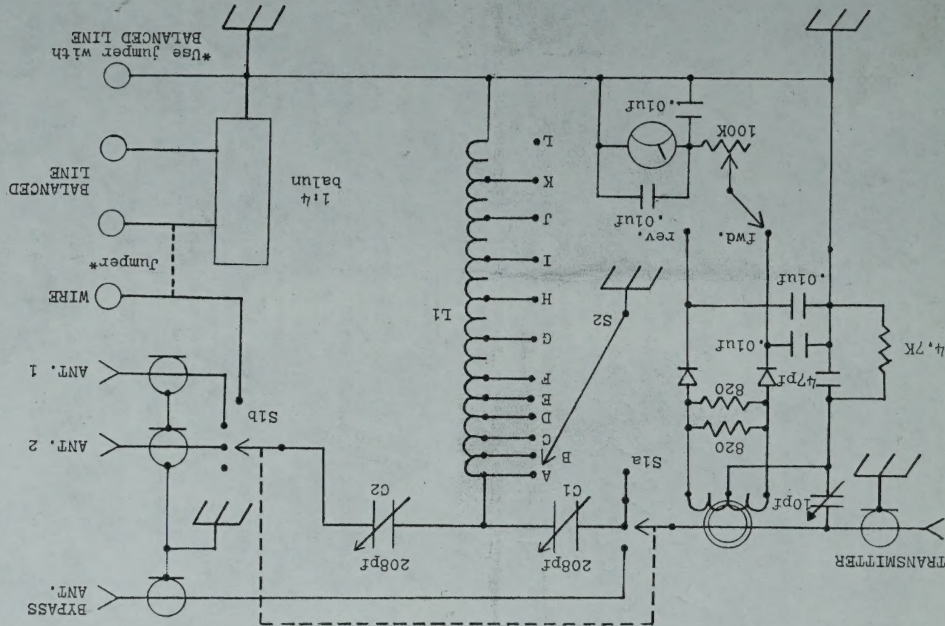 BYPASS
ANT.
TRANSMITTER
208pf
208pf
10pf
C1
C2
S1a
A
B
C
D
E
F
G
H
I
J
K
L
ANT. 2
S1b
ANT. 1
820
820
47pf
4.7K
.01uf
.01uf
S2
L1
WIRE
Jumper*
fwd.
rev.
.01uf
1:4
balun
BALANCED
LINE
100K
.01uf
*Use jumper with
BALANCED LINE